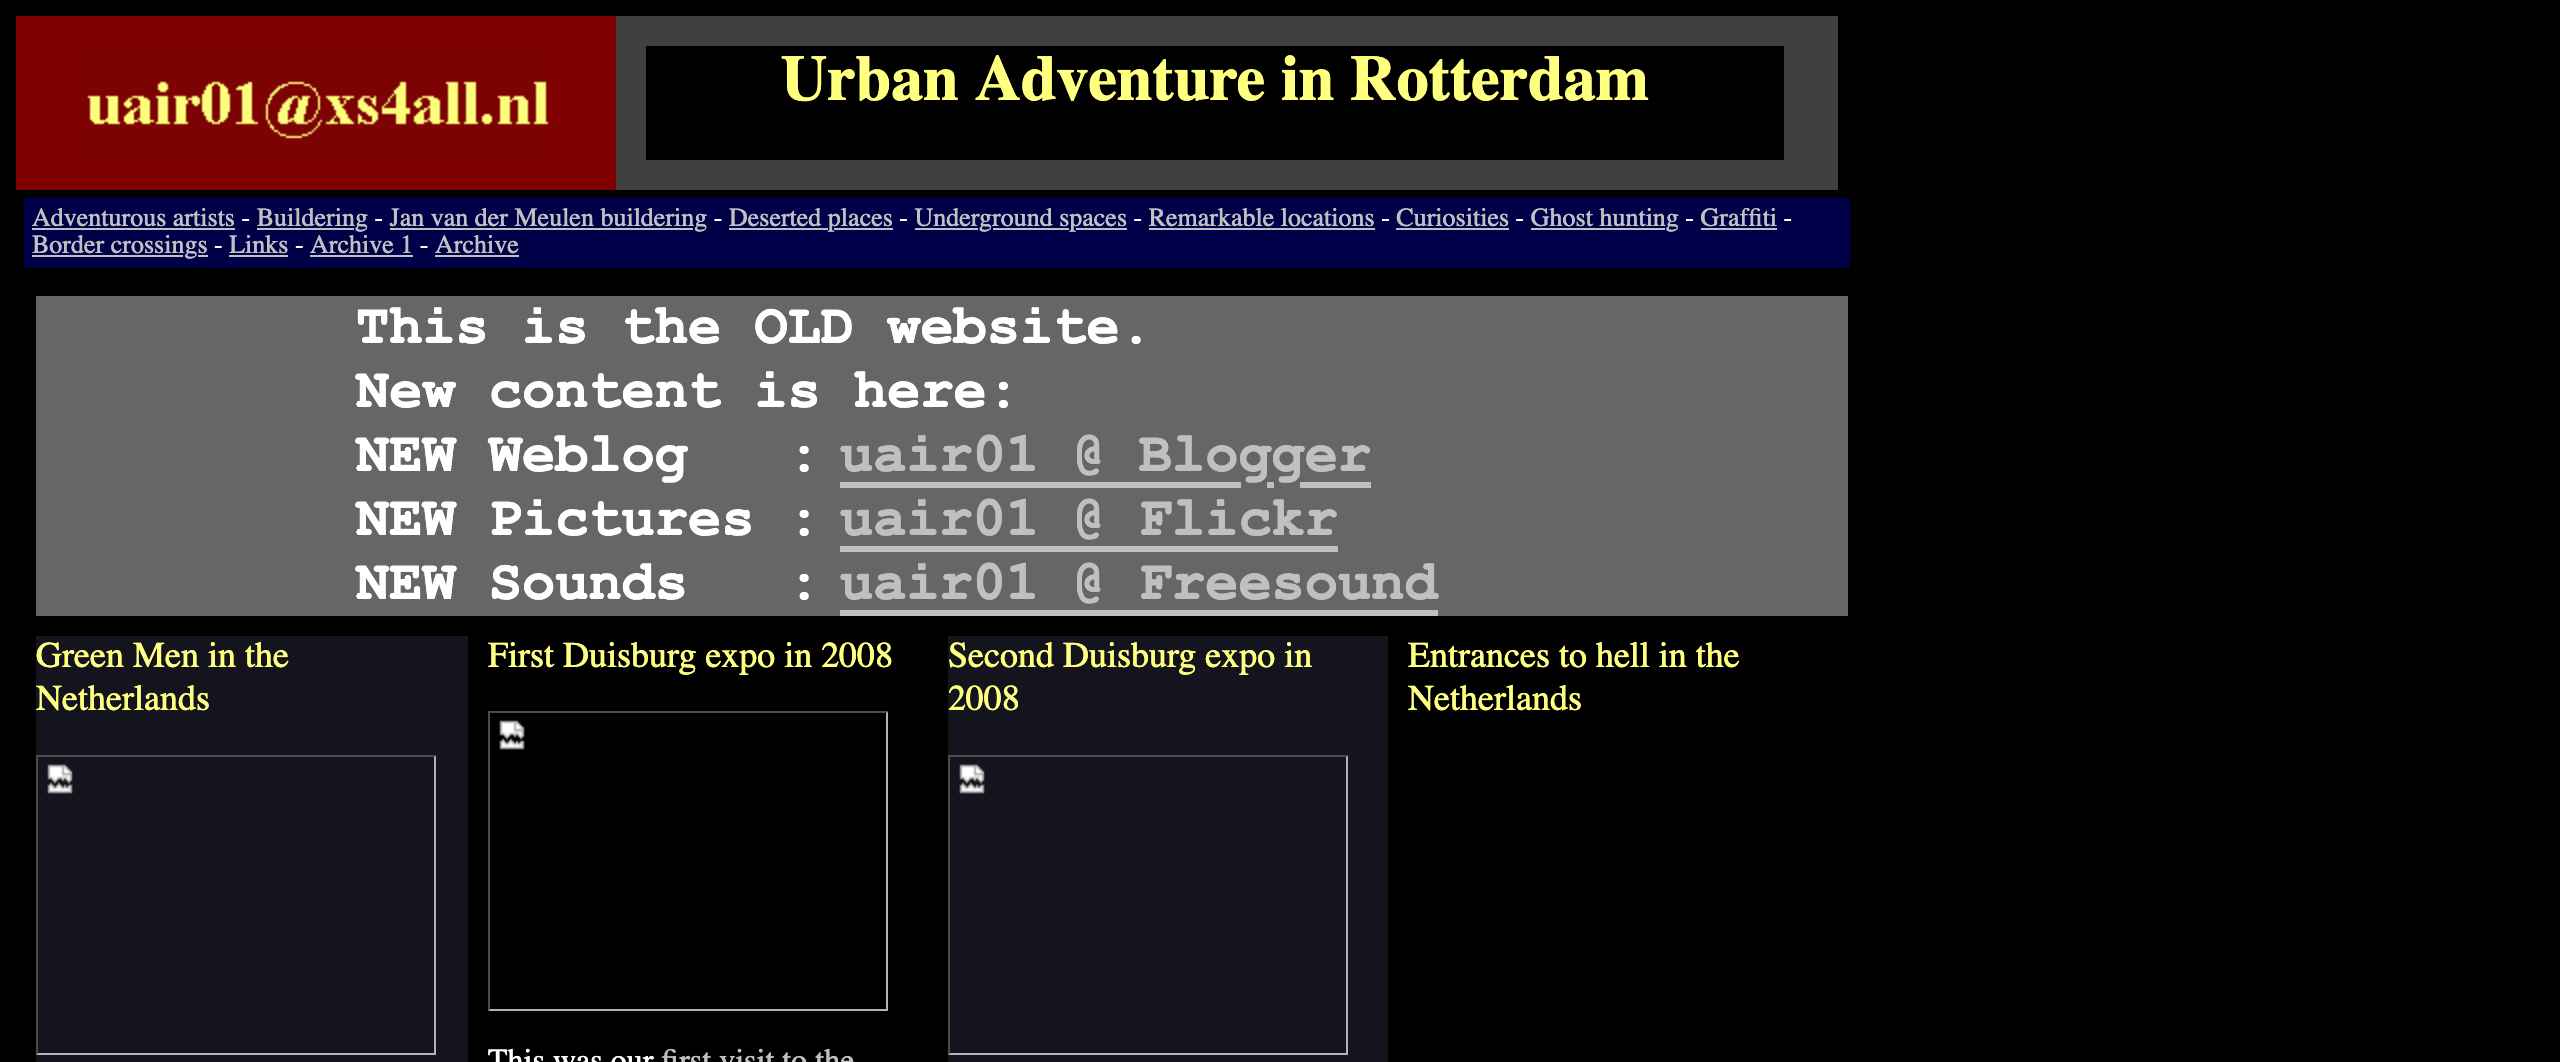 uair01@xs4all.nl
Urban Adventure in Rotterdam
Adventurous artists - Buildering - Jan van der Meulen buildering - Deserted places - Underground spaces - Remarkable locations - Curiosities - Ghost hunting - Graffiti -
Border crossings - Links - Archive 1 - Archive
This is the OLD website.
New content is here:
NEW Weblog   : uair01 @ Blogger
NEW Pictures : uair01 @ Flickr
NEW Sounds   : uair01 @ Freesound
Green Men in the
Netherlands
First Duisburg expo in 2008
Second Duisburg expo in
2008
Entrances to hell in the
Netherlands
This was our first visit to the